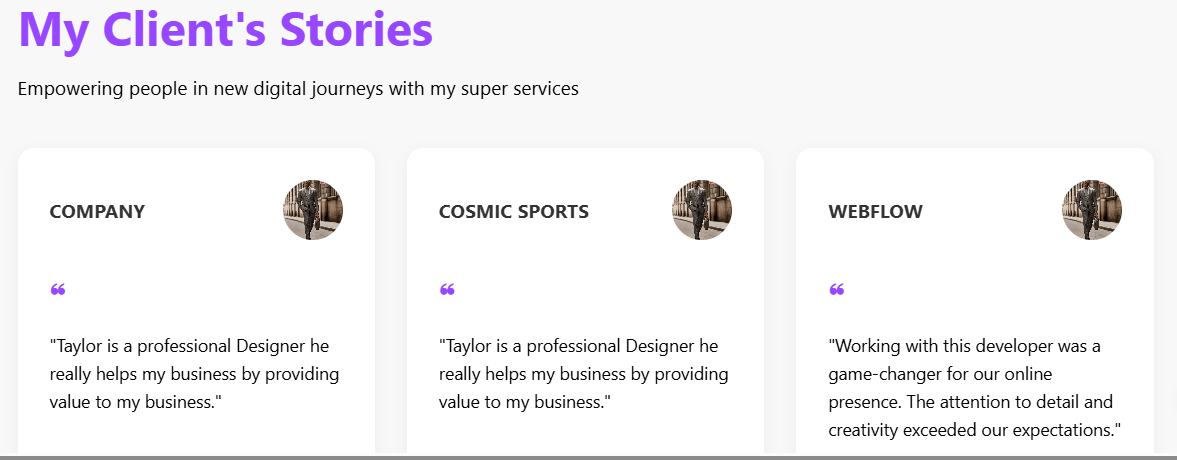 My Client's Stories
Empowering people in new digital journeys with my super services
COMPANY
❝
"Taylor is a professional Designer he
really helps my business by providing
value to my business."
COSMIC SPORTS
❝
"Taylor is a professional Designer he
really helps my business by providing
value to my business."
WEBFLOW
❝
"Working with this developer was a
game-changer for our online
presence. The attention to detail and
creativity exceeded our expectations."